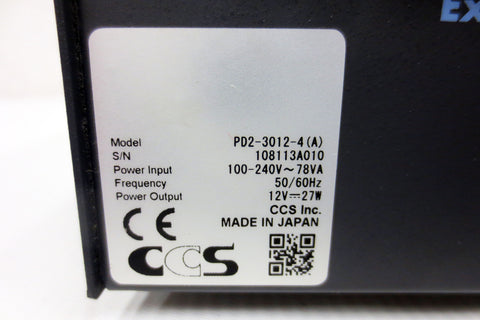 EX
Model PD2-3012-4(A)
S/N 108113A010
Power Input 100-240V～78VA
Frequency 50/60Hz
Power Output 12V⎓27W
CCS Inc.
MADE IN JAPAN
CE
CCS